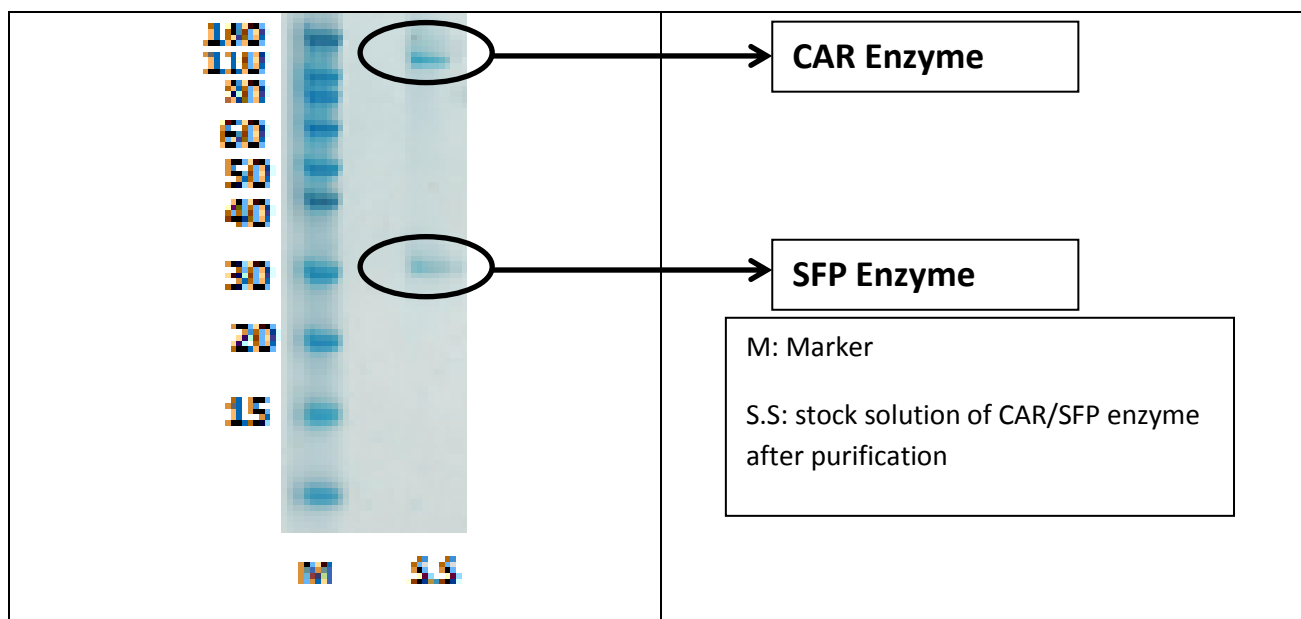 160
110
80
60
50
40
30
20
15
M
S.S
CAR Enzyme
SFP Enzyme
M: Marker
S.S: stock solution of CAR/SFP enzyme
after purification